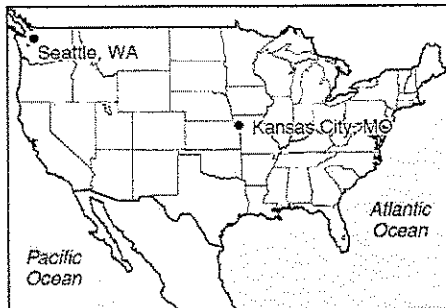 Seattle, WA
Kansas City, MO
Atlantic
Ocean
Pacific
Ocean